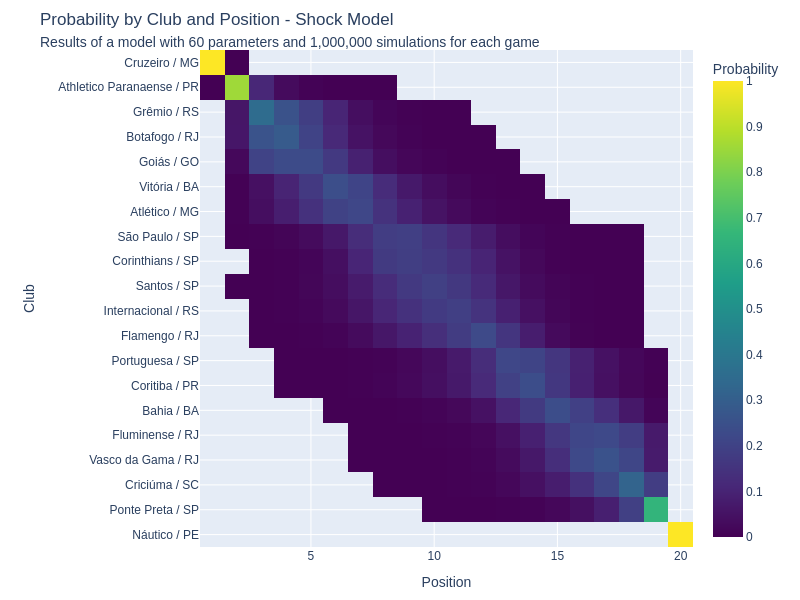 Probability by Club and Position - Shock Model
Results of a model with 60 parameters and 1,000,000 simulations for each game
Cruzeiro / MG
Athletico Paranaense / PR
Grêmio / RS
Botafogo / RJ
Goiás / GO
Vitória / BA
Atlético / MG
São Paulo / SP
Corinthians / SP
Santos / SP
Internacional / RS
Flamengo / RJ
Portuguesa / SP
Coritiba / PR
Bahia / BA
Fluminense / RJ
Vasco da Gama / RJ
Criciúma / SC
Ponte Preta / SP
Náutico / PE
Club
5
10
15
20
Position
Probability
1
0.9
0.8
0.7
0.6
0.5
0.4
0.3
0.2
0.1
0